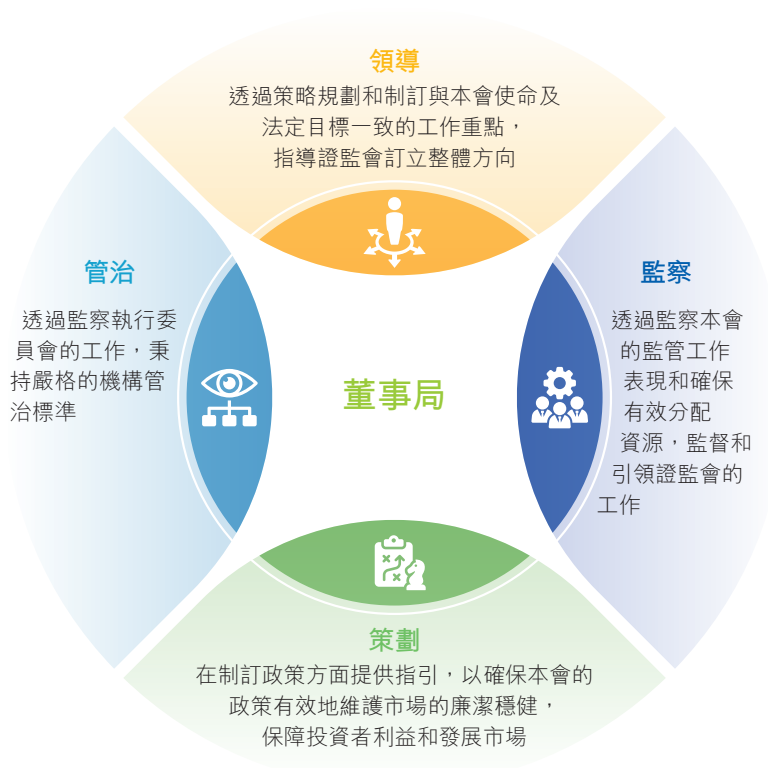 領導
透過策略規劃和制訂與本會使命及
法定目標一致的工作重點，
指導證監會訂立整體方向
管治
透過監察執行委
員會的工作，秉
持嚴格的機構管
治標準
董事局
監察
透過監察本會
的監管工作
表現和確保
有效分配
資源，監督和
引領證監會的
工作
策劃
在制訂政策方面提供指引，以確保本會的
政策有效地維護市場的廉潔穩健，
保障投資者利益和發展市場